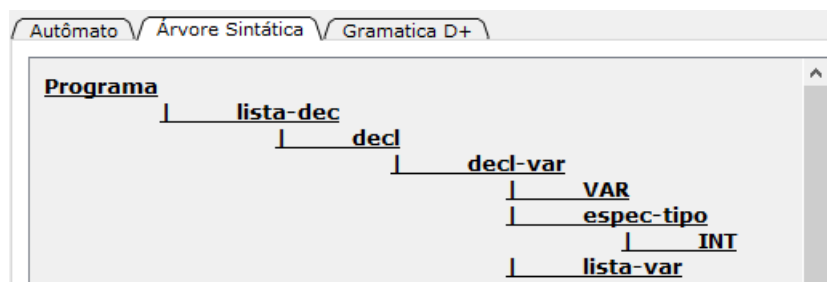 Autômato Árvore Sintática Gramatica D+
Programa
| lista-dec
| decl
| decl-var
| VAR
| espec-tipo
| INT
| lista-var